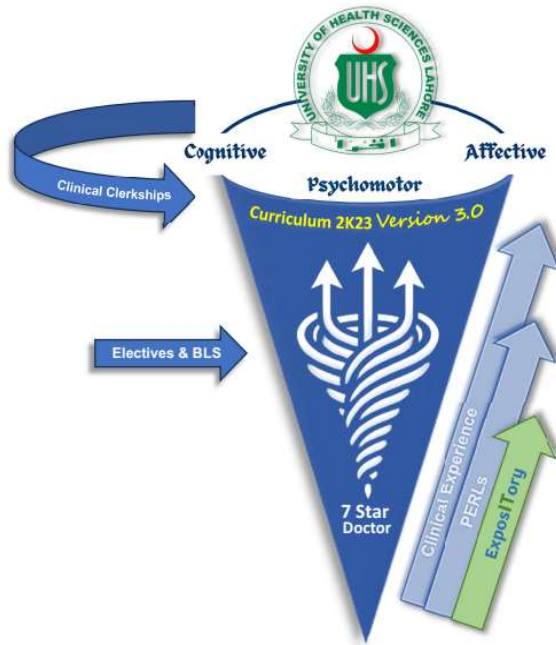 UNIVERSITY OF HEALTH SCIENCES LAHORE
UHS
Cognitive
Affective
Psychomotor
Clinical Clerkships
Curriculum 2K23 Version 3.0
Electives & BLS
7 Star
Doctor
Clinical Experience
PERLs
ExposITory